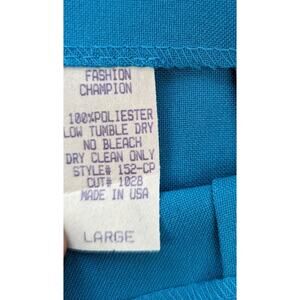 FASHION
CHAMPION
100%POLIESTER
LOW TUMBLE DRY
NO BLEACH
DRY CLEAN ONLY
STYLE# 152-CP
CUT# 1028
MADE IN USA
LARGE